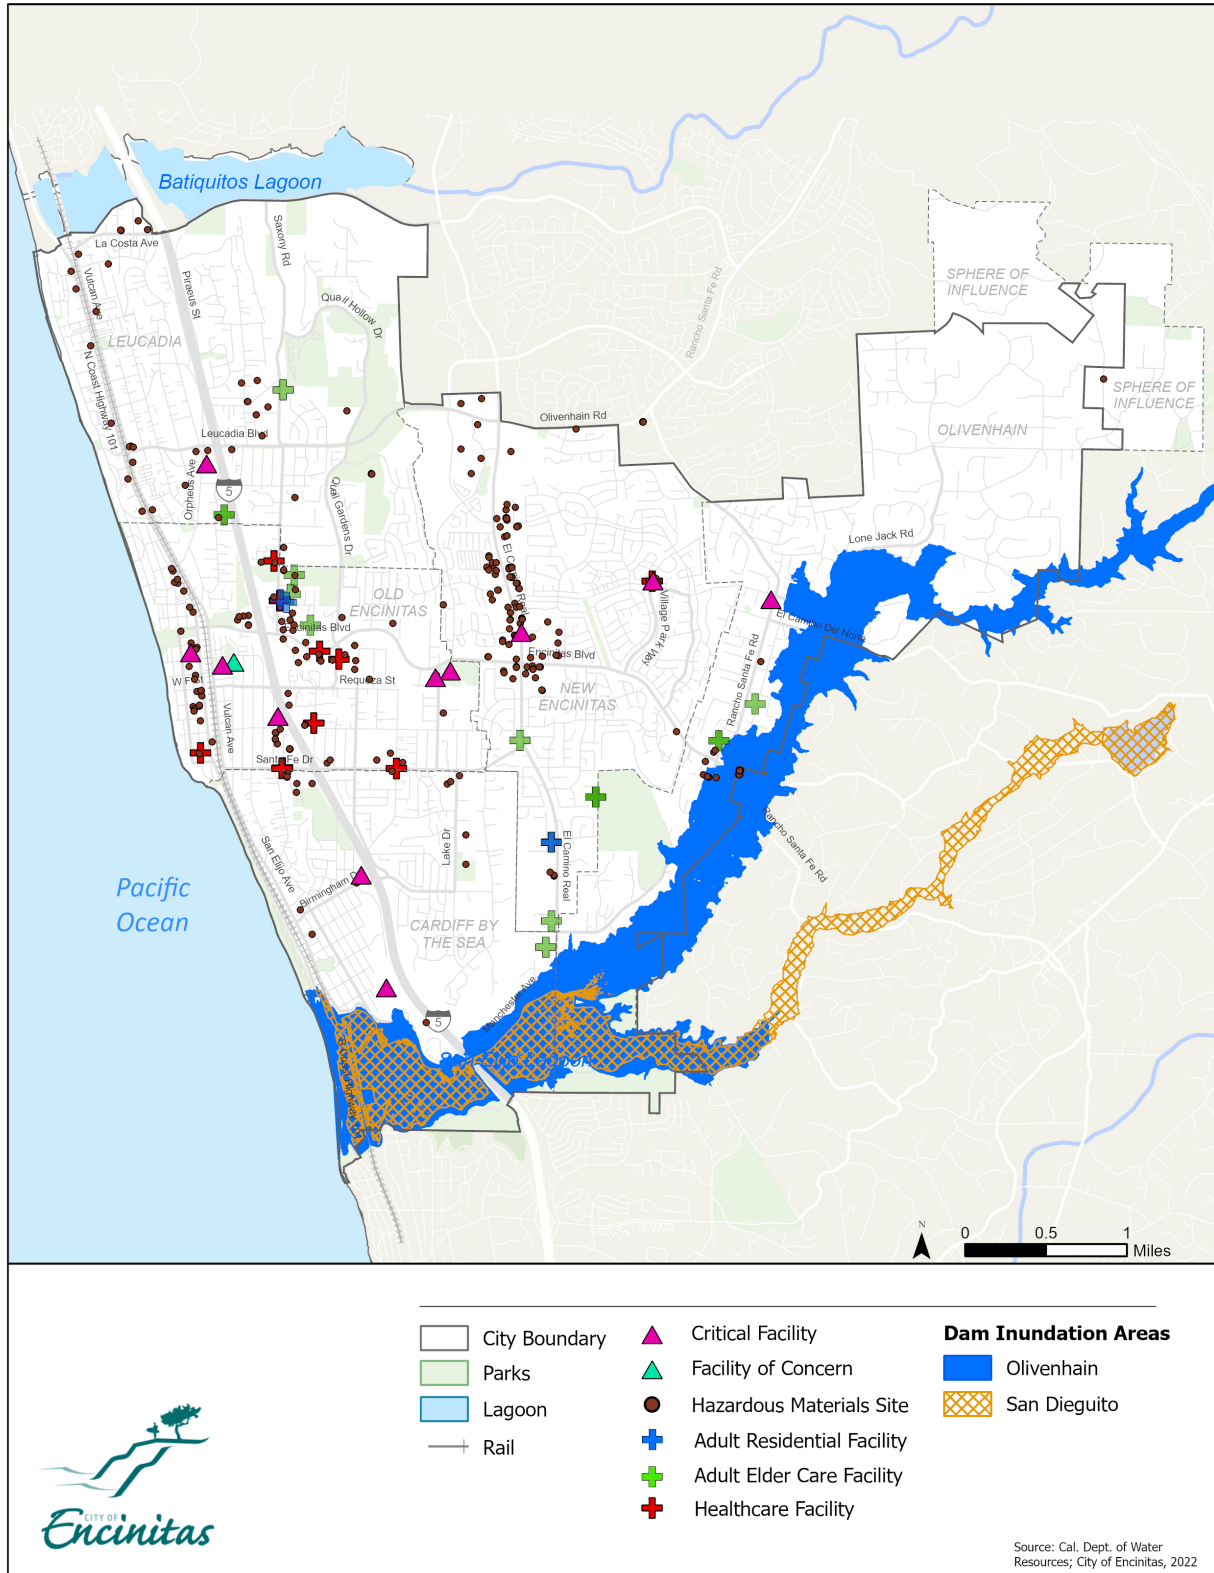 Batiquitos Lagoon
La Costa Ave
Saxony Rd
Vulcan Ave
Piraeus St
Quail Hollow Dr
Rancho Santa Fe Rd
SPHERE OF
INFLUENCE
LEUCADIA
N Coast Highway 101
SPHERE OF
INFLUENCE
Olivenhain Rd
Leucadia Blvd
OLIVENHAIN
Orpheus Ave
5
Quail Gardens Dr
Lone Jack Rd
El Camino Real
OLD
ENCINITAS
Village Park Way
El Camino Del Norte
Encinitas Blvd
Encinitas Blvd
W F St
Requeza St
Rancho Santa Fe Rd
NEW
ENCINITAS
Vulcan Ave
Santa Fe Dr
San Elijo Ave
Lake Dr
El Camino Real
Rancho Santa Fe Rd
Birmingham Dr
Pacific
Ocean
CARDIFF BY
THE SEA
Manchester Ave
5
N
0 0.5 1
Miles
City Boundary
Parks
Lagoon
Rail
Critical Facility
Facility of Concern
Hazardous Materials Site
Adult Residential Facility
Adult Elder Care Facility
Healthcare Facility
Dam Inundation Areas
Olivenhain
San Dieguito
CITY OF
Encinitas
Source: Cal. Dept. of Water
Resources; City of Encinitas, 2022